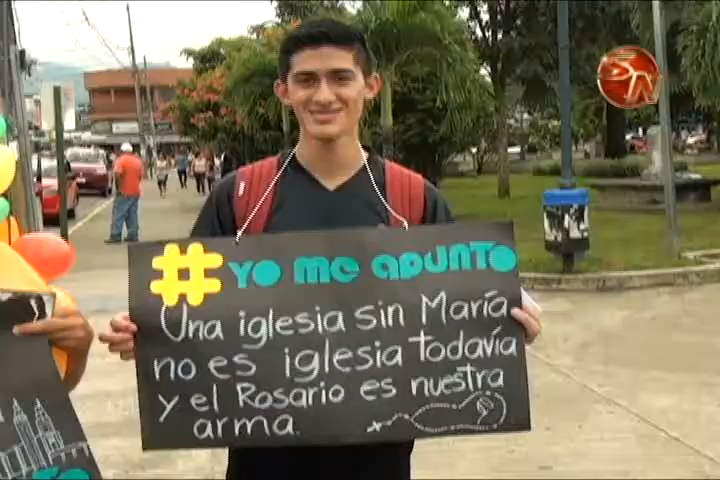 #YO me apunto
Una iglesia sin María
no es iglesia todavía
y el Rosario es nuestra
arma.